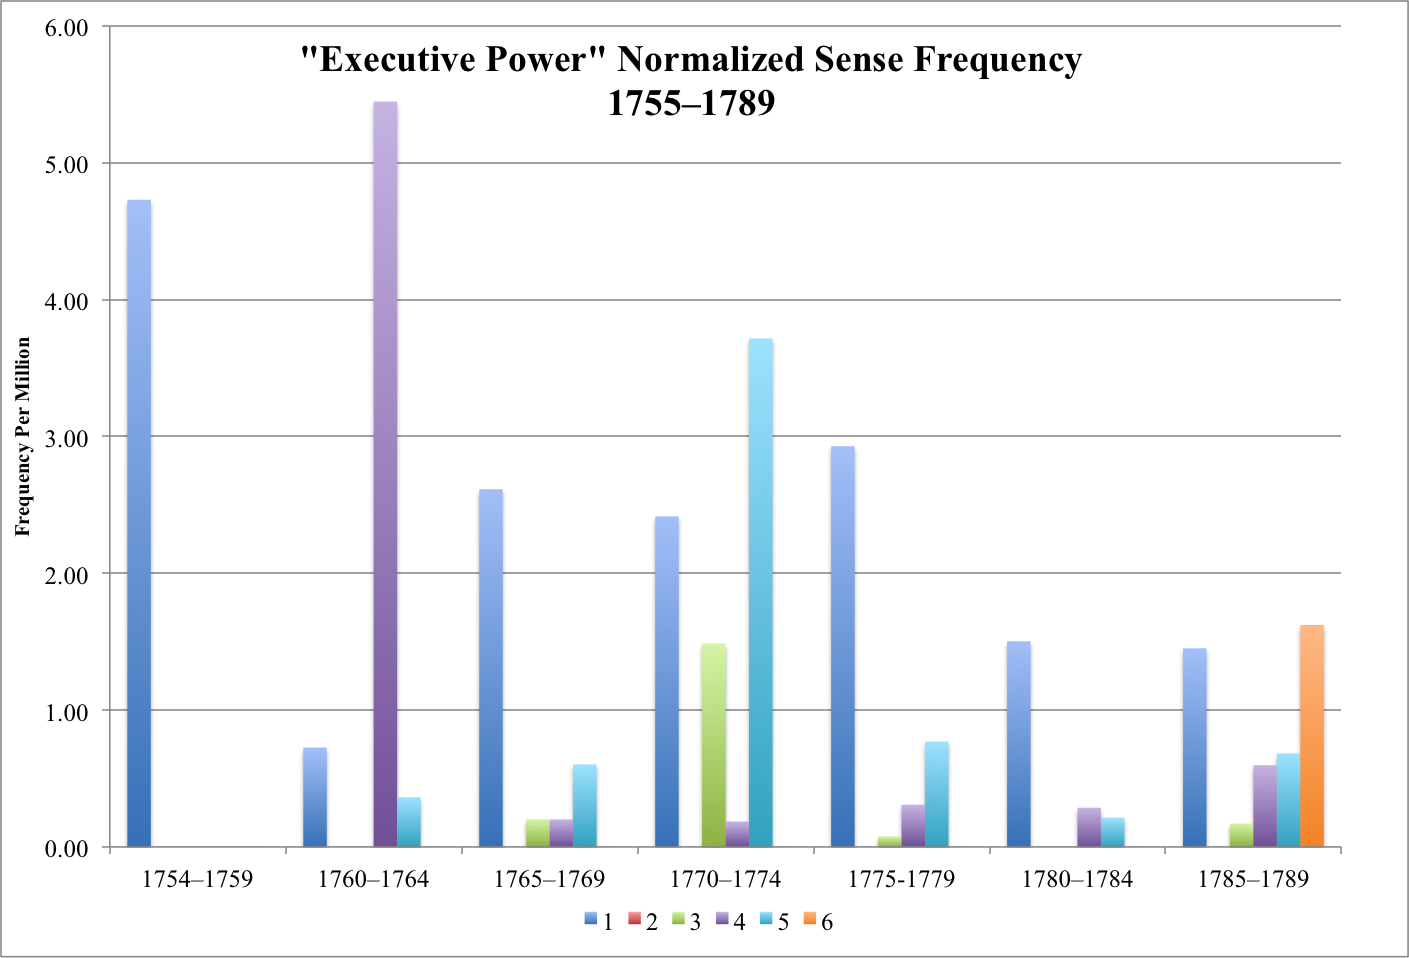 "Executive Power" Normalized Sense Frequency
1755–1789
Frequency Per Million
6.00
5.00
4.00
3.00
2.00
1.00
0.00
1754–1759 1760–1764 1765–1769 1770–1774 1775-1779 1780–1784 1785–1789
1 2 3 4 5 6